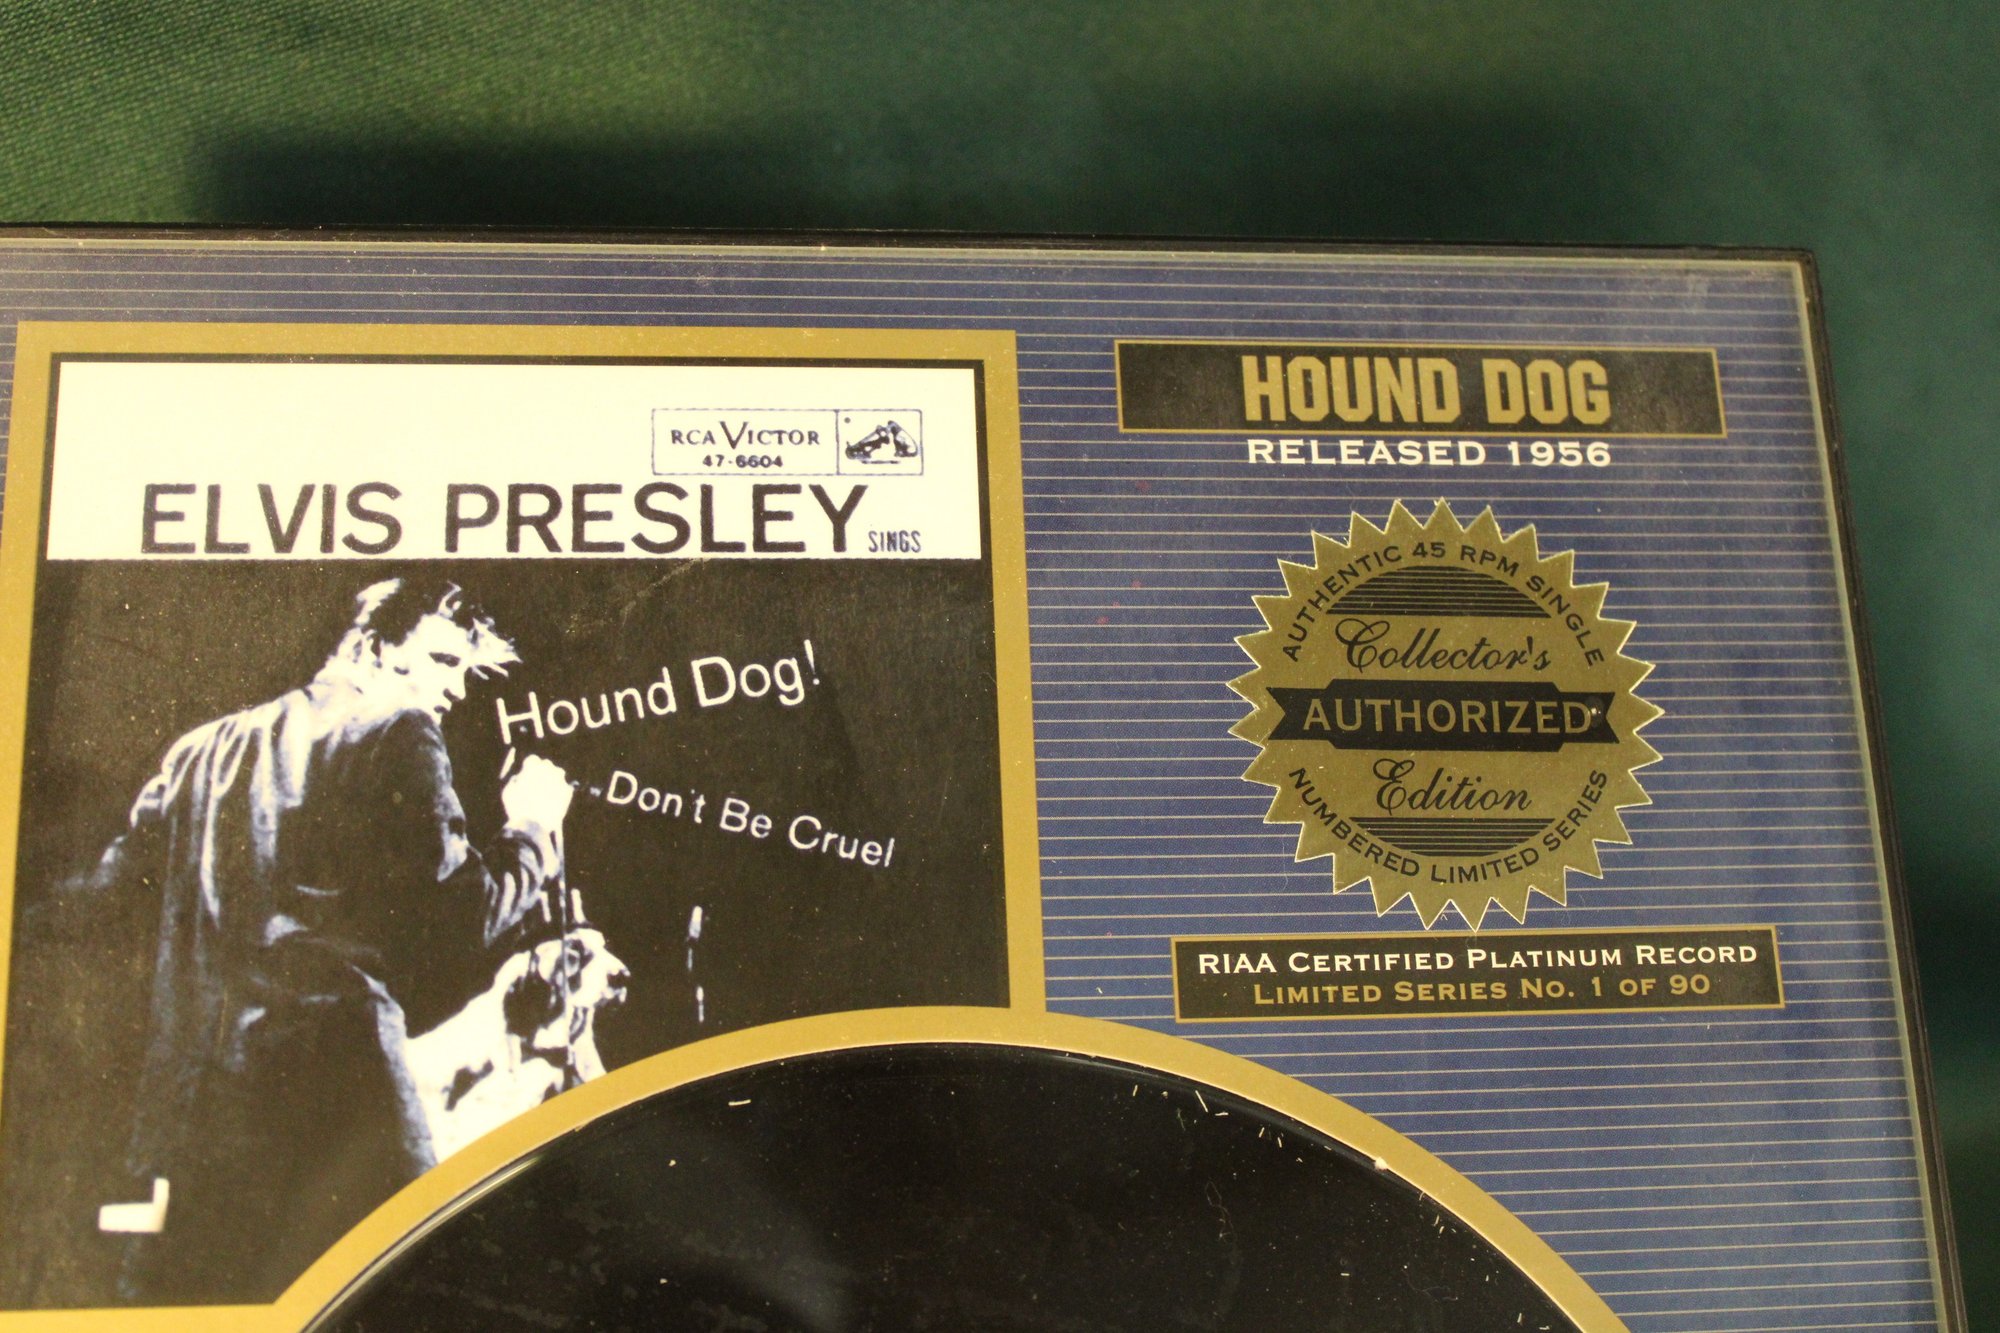 RCA VICTOR
47-6604
ELVIS PRESLEY SINGS
Hound Dog!
Don't Be Cruel
HOUND DOG
RELEASED 1956
AUTHENTIC 45 RPM SINGLE
Collector's
AUTHORIZED
Edition
NUMBERED LIMITED SERIES
RIAA CERTIFIED PLATINUM RECORD
LIMITED SERIES NO. 1 OF 90